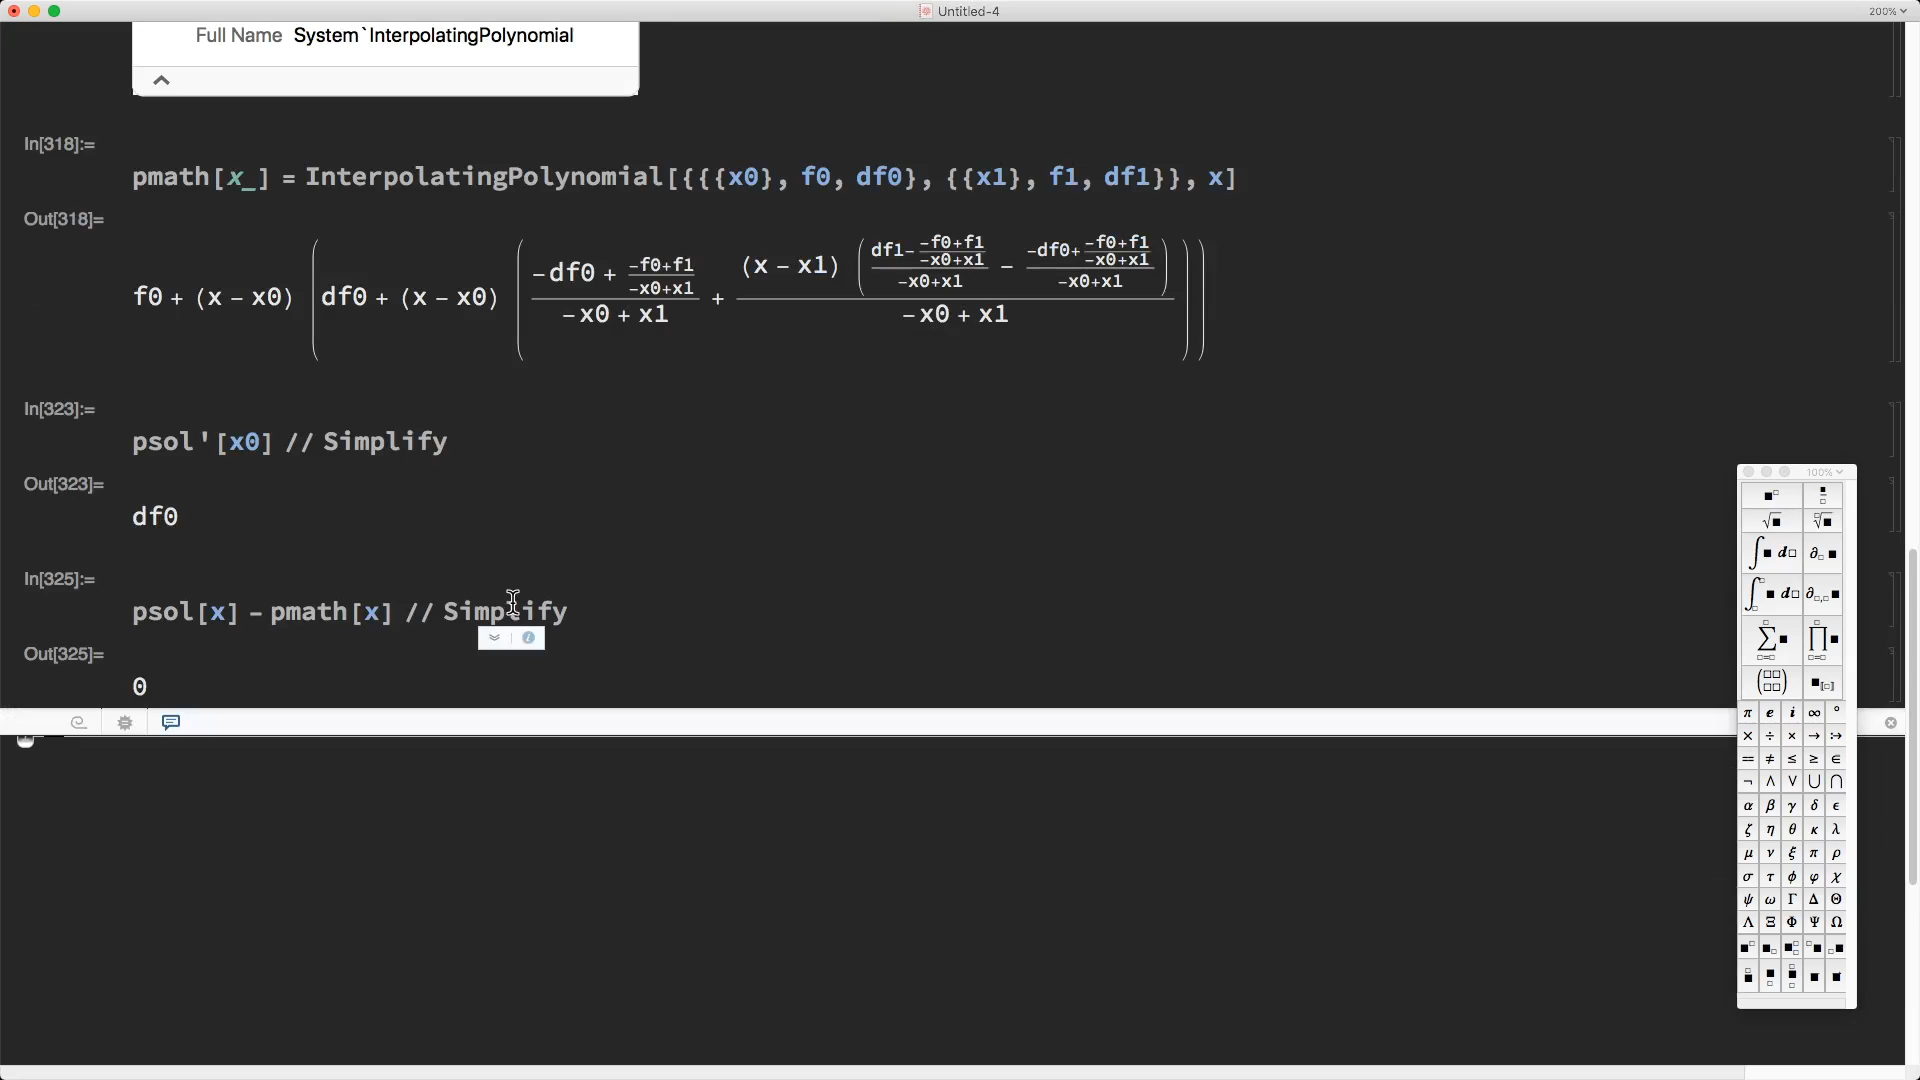 Untitled-4
200%
Full Name System`InterpolatingPolynomial
In[318]:=
pmath[x_] = InterpolatingPolynomial[{{{x0}, f0, df0}, {{x1}, f1, df1}}, x]
Out[318]=
f0 + (x - x0) (df0 + (x - x0) ((-df0 + (-f0+f1)/(-x0+x1))/(-x0 + x1) + ((x - x1) ((df1 - (-f0+f1)/(-x0+x1))/(-x0+x1) - (-df0 + (-f0+f1)/(-x0+x1))/(-x0+x1)))/(-x0 + x1)))
In[323]:=
psol'[x0] // Simplify
Out[323]=
df0
In[325]:=
psol[x] - pmath[x] // Simplify
Out[325]=
0
100%
■□ ■/□
√■ □√■
∫■ d□ ∂□ ■
∫□□ ■ d□ ∂□,□ ■
∑□□=□ ■ ∏□□=□ ■
(□□ □□) ■[[□]]
π e i ∞ °
× ÷ × → :→
== ≠ ≤ ≥ ∈
¬ ∧ ∨ ∪ ∩
α β γ δ ϵ
ζ η θ κ λ
μ ν ξ π ρ
σ τ ϕ φ χ
ψ ω Γ Δ Θ
Λ Ξ Φ Ψ Ω